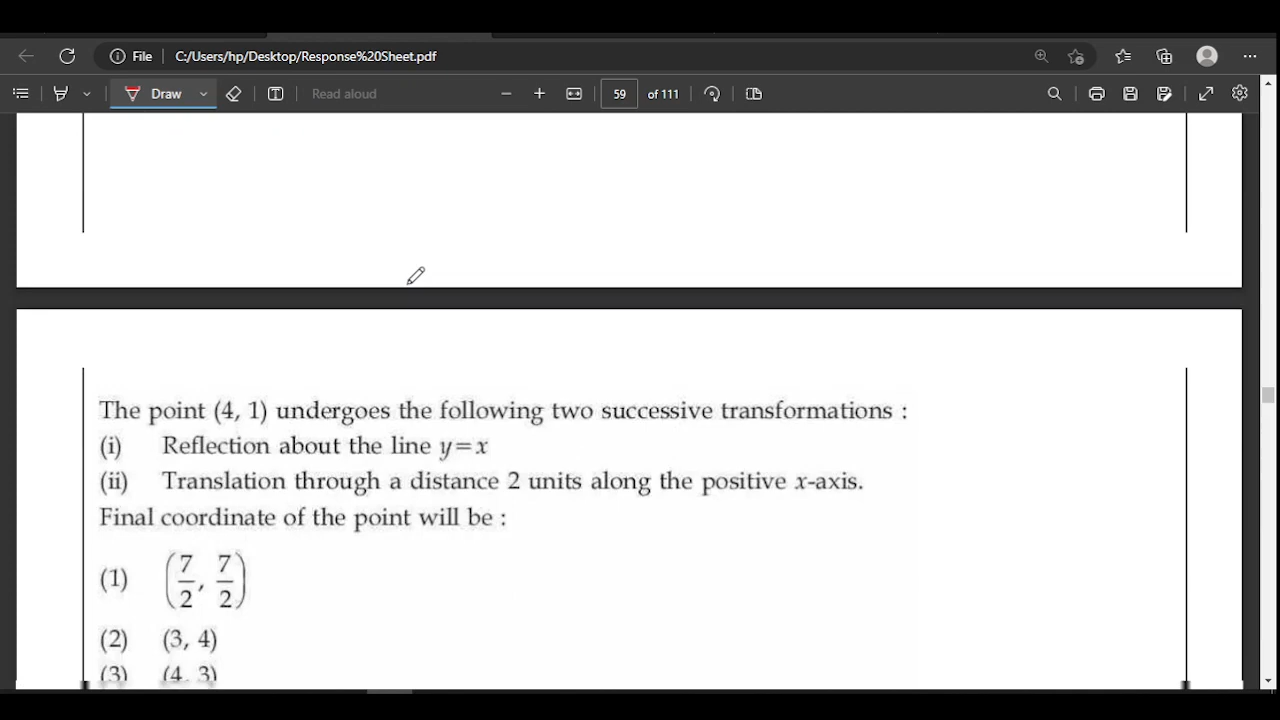 File C:/Users/hp/Desktop/Response%20Sheet.pdf
Draw Read aloud 59 of 111
The point (4, 1) undergoes the following two successive transformations :
(i) Reflection about the line y=x
(ii) Translation through a distance 2 units along the positive x-axis.
Final coordinate of the point will be :
(1) (7/2, 7/2)
(2) (3, 4)
(3) (4, 3)